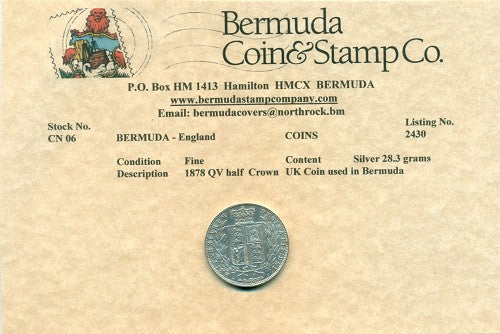 Bermuda
Coin & Stamp Co.
P.O. Box HM 1413 Hamilton HMCX BERMUDA
www.bermudastampcompany.com
Email: bermudacovers@northrock.bm
Stock No. Listing No.
CN 06 BERMUDA - England COINS 2430
Condition Fine Content Silver 28.3 grams
Description 1878 QV half Crown UK Coin used in Bermuda